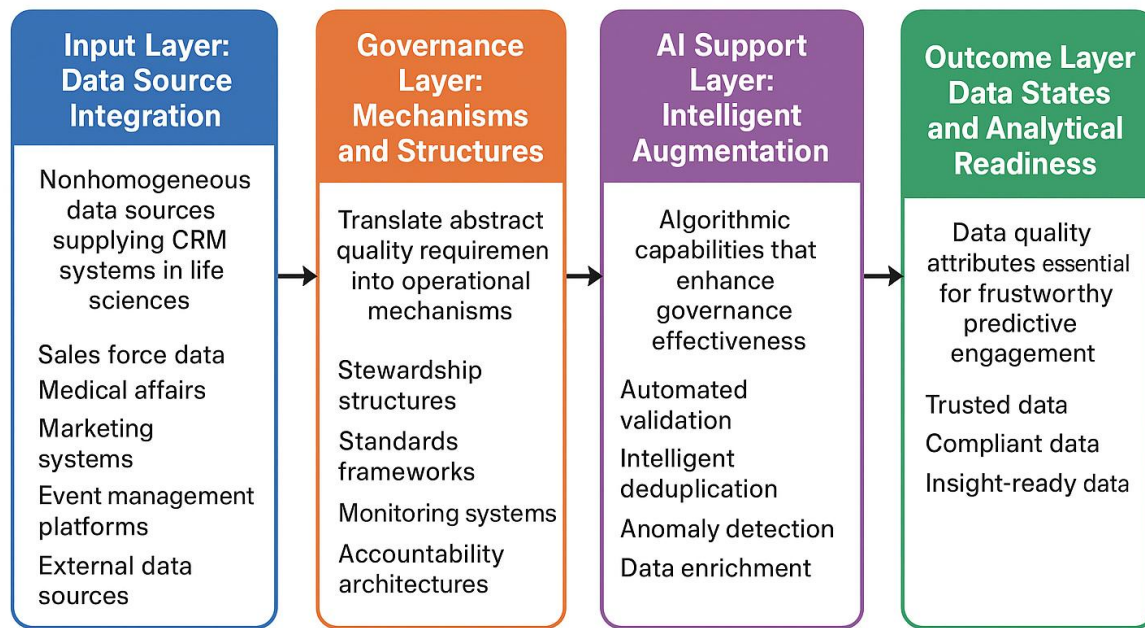 Input Layer:
Data Source
Integration
Nonhomogeneous
data sources
supplying CRM
systems in life
sciences
Sales force data
Medical affairs
Marketing
systems
Event management
platforms
External data
sources
Governance
Layer:
Mechanisms
and Structures
Translate abstract
quality requiremen
into operational
mechanisms
Stewardship
structures
Standards
frameworks
Monitoring systems
Accountability
architectures
AI Support
Layer:
Intelligent
Augmentation
Algorithmic
capabilities that
enhance
governance
effectiveness
Automated
validation
Intelligent
deduplication
Anomaly detection
Data enrichment
Outcome Layer
Data States
and Analytical
Readiness
Data quality
attributes essential
for frustworthy
predictive
engagement
Trusted data
Compliant data
Insight-ready data